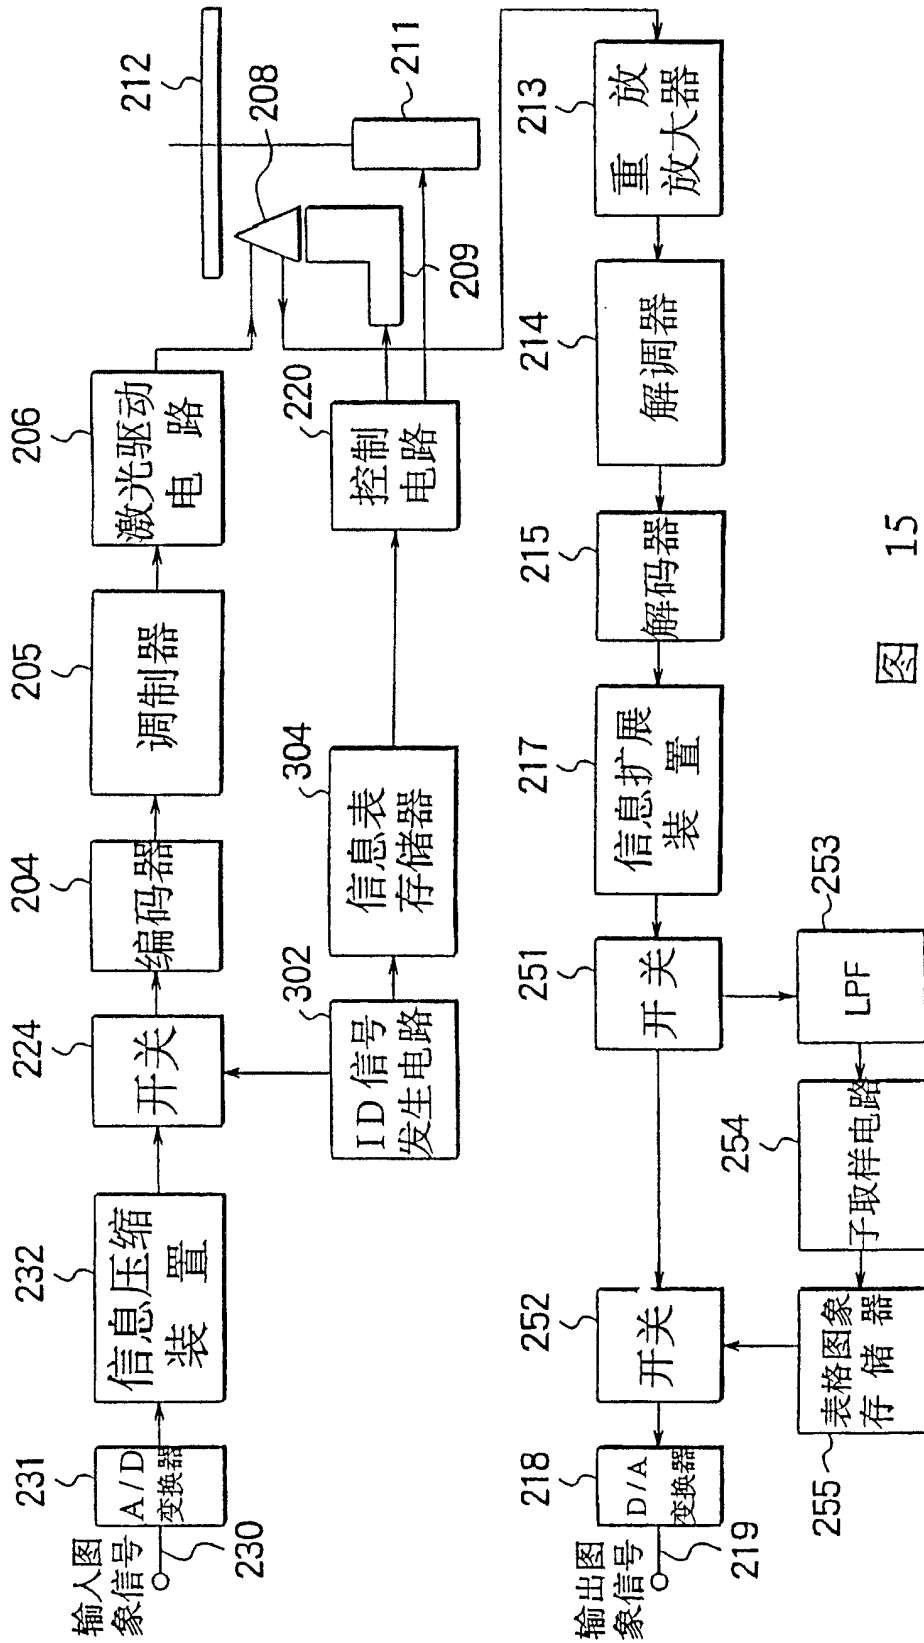 输入图
象信号
230
231
A/D
变换器
232
信息压缩
装 置
224
开关
204
编码器
205
调制器
206
激光驱动
电 路
212
208
211
209
302
ID信号
发生电路
304
信息表
存储器
220
控制
电路
输出图
象信号
219
218
D/A
变换器
252
开关
251
开关
217
信息扩展
装 置
215
解码器
214
解调器
213
重 放
放大器
255
表格图象
存 储 器
254
子取样电路
253
LPF
图 15